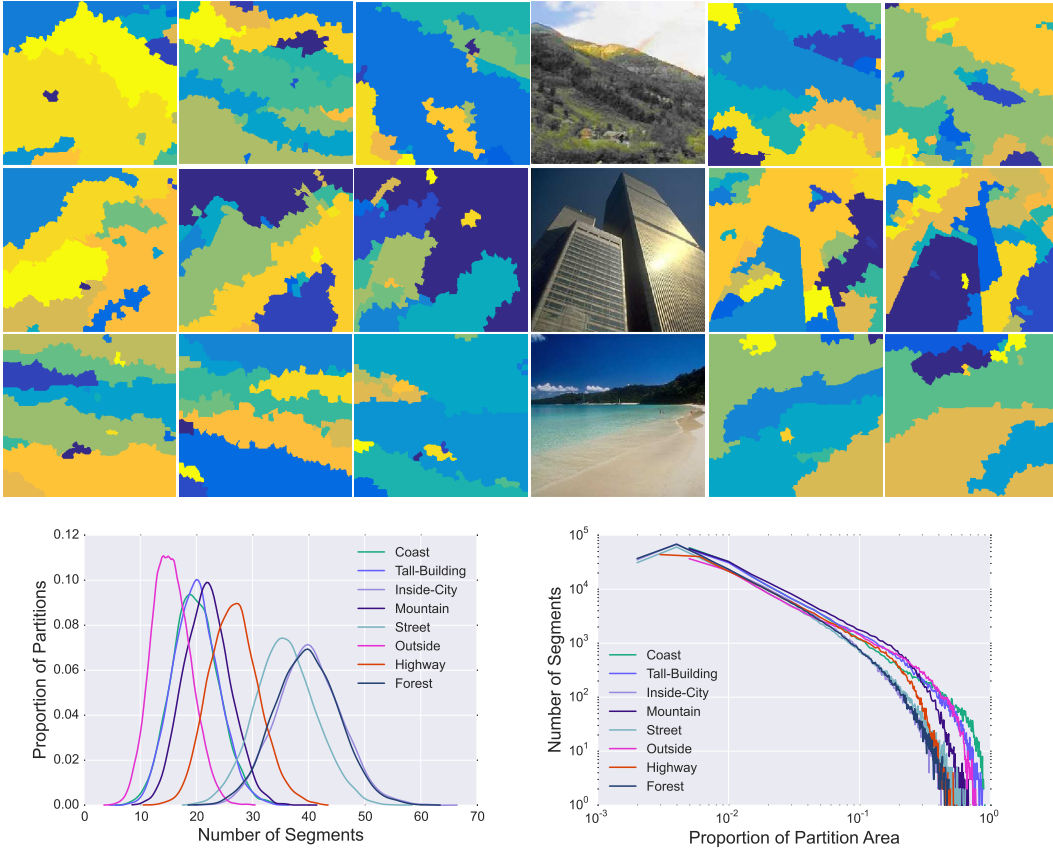 0.12
0.10
0.08
0.06
0.04
0.02
0.00
Proportion of Partitions
0 10 20 30 40 50 60 70
Number of Segments
Coast
Tall-Building
Inside-City
Mountain
Street
Outside
Highway
Forest
10^5
10^4
10^3
10^2
10^1
10^0
Number of Segments
10^-3 10^-2 10^-1 10^0
Proportion of Partition Area
Coast
Tall-Building
Inside-City
Mountain
Street
Outside
Highway
Forest